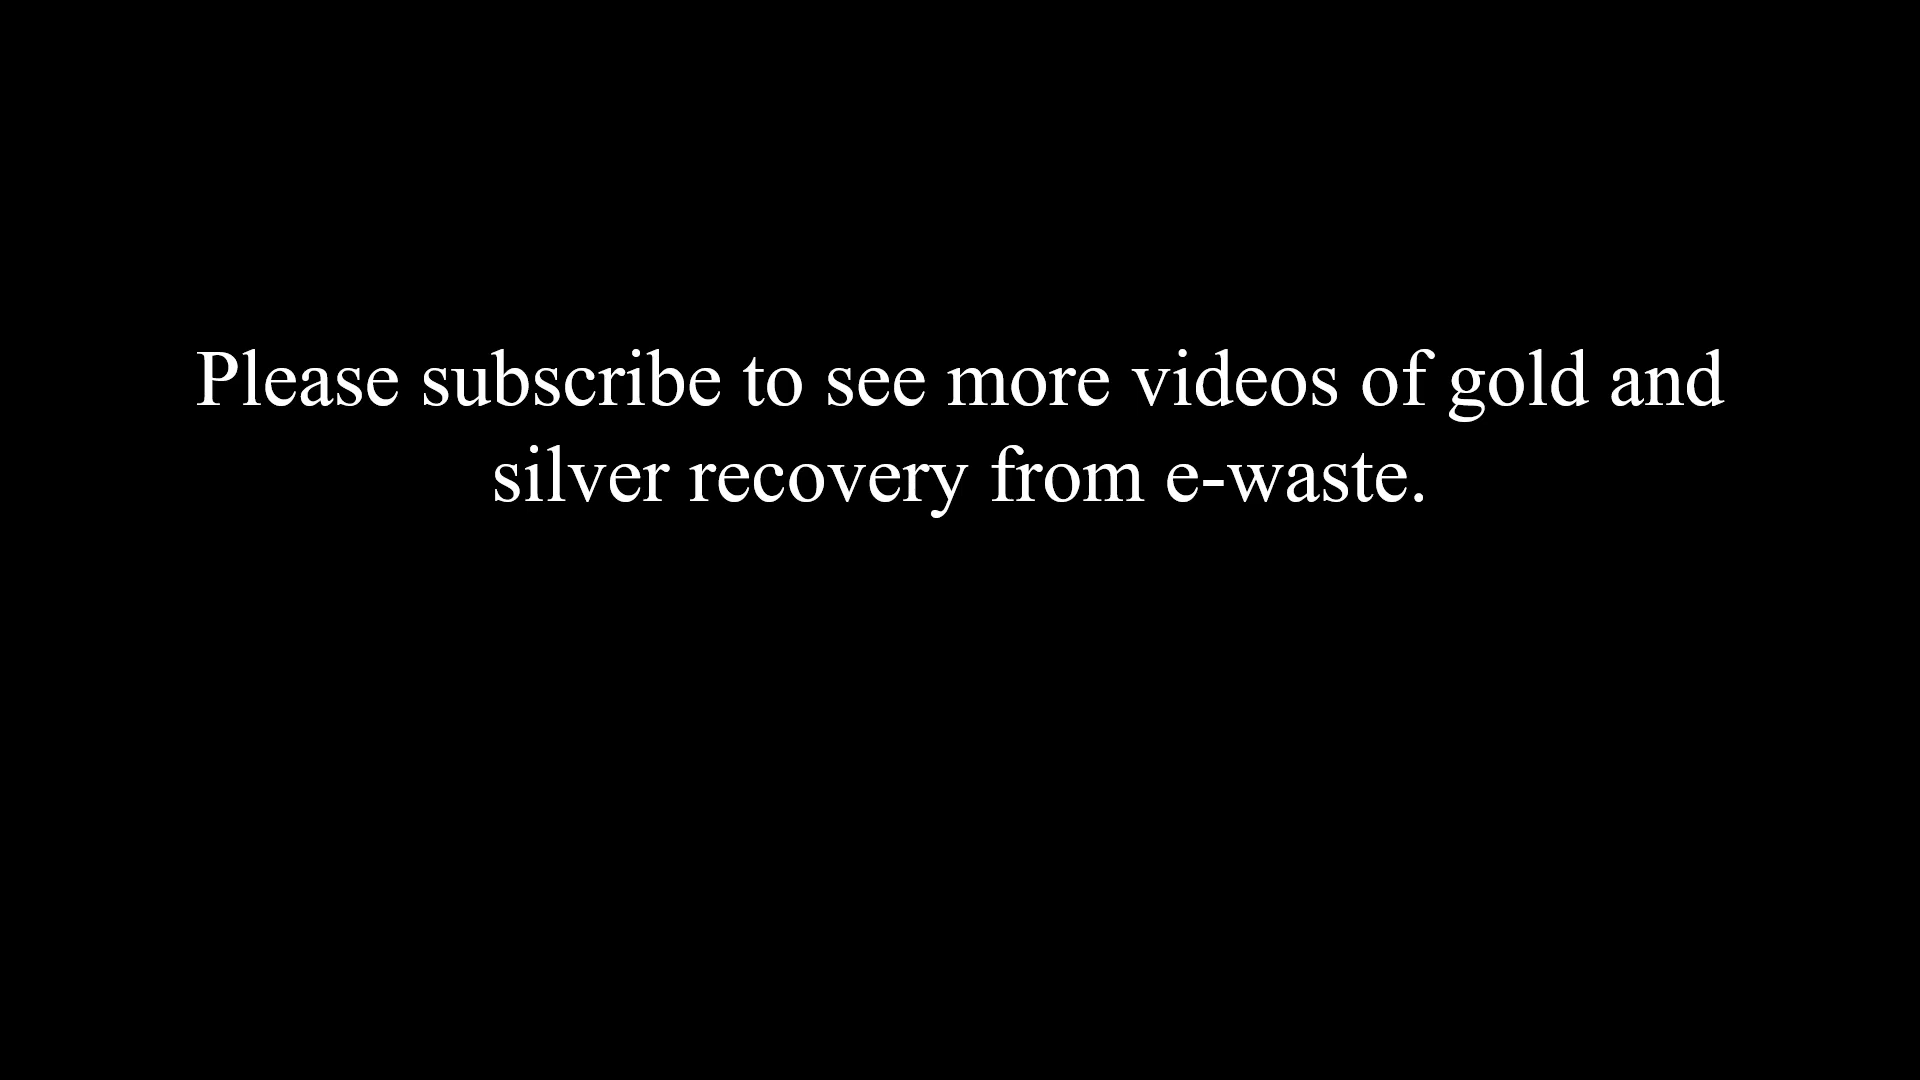 Please subscribe to see more videos of gold and
silver recovery from e-waste.